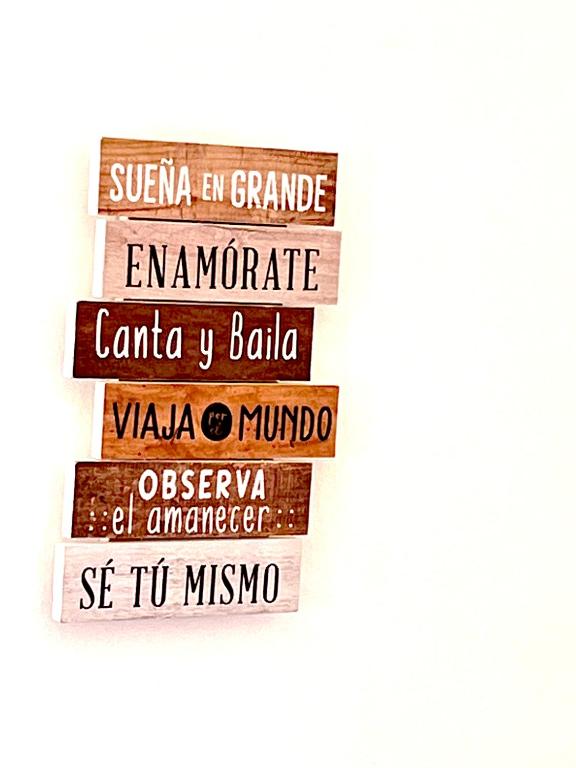 SUEÑA EN GRANDE
ENAMÓRATE
Canta y Baila
VIAJA por el MUNDO
OBSERVA
::el amanecer::
SÉ TÚ MISMO